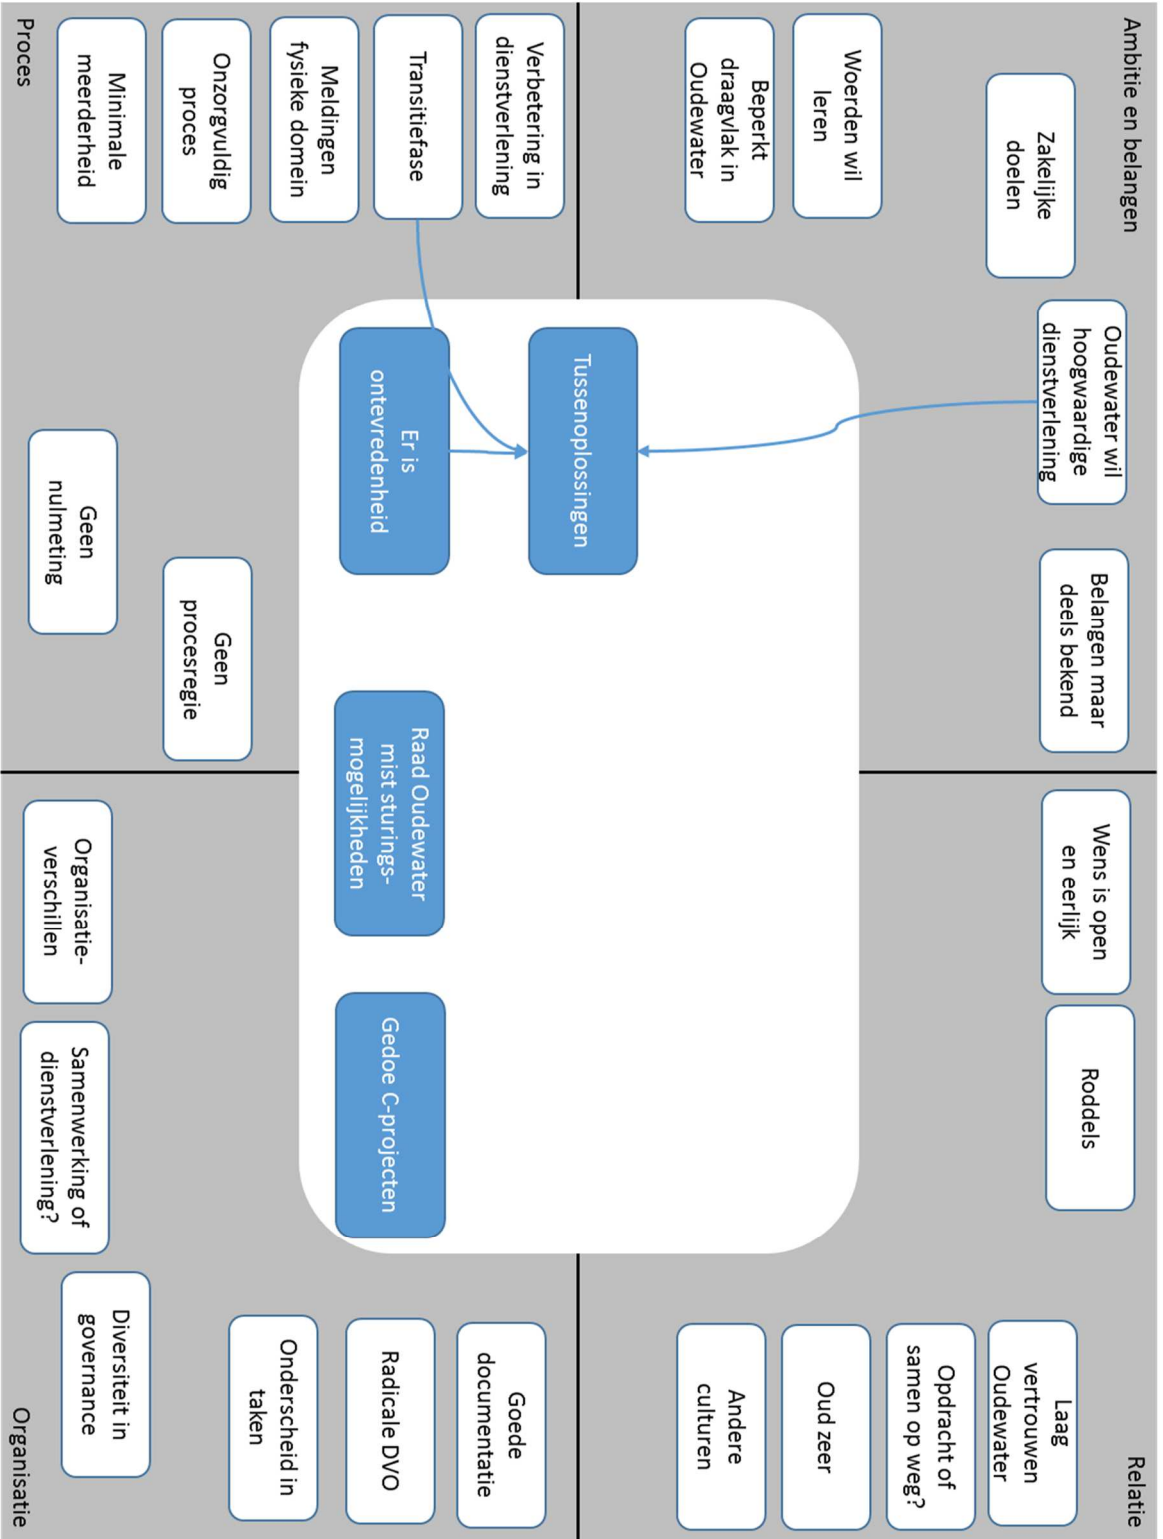 Ambitie en belangen
Zakelijke
doelen
Oudewater wil
hoogwaardige
dienstverlening
Belangen maar
deels bekend
Woerden wil
leren
Beperkt
draagvlak in
Oudewater
Relatie
Wens is open
en eerlijk
Roddels
Laag
vertrouwen
Oudewater
Opdracht of
samen op weg?
Oud zeer
Andere
culturen
Tussenoplossingen
Er is
ontevredenheid
Raad Oudewater
mist sturings-
mogelijkheden
Gedoe C-projecten
Verbetering in
dienstverlening
Transitiefase
Meldingen
fysieke domein
Onzorgvuldig
proces
Minimale
meerderheid
Geen
procesregie
Geen
nulmeting
Proces
Goede
documentatie
Radicale DVO
Onderscheid in
taken
Diversiteit in
governance
Organisatie-
verschillen
Samenwerking of
dienstverlening?
Organisatie